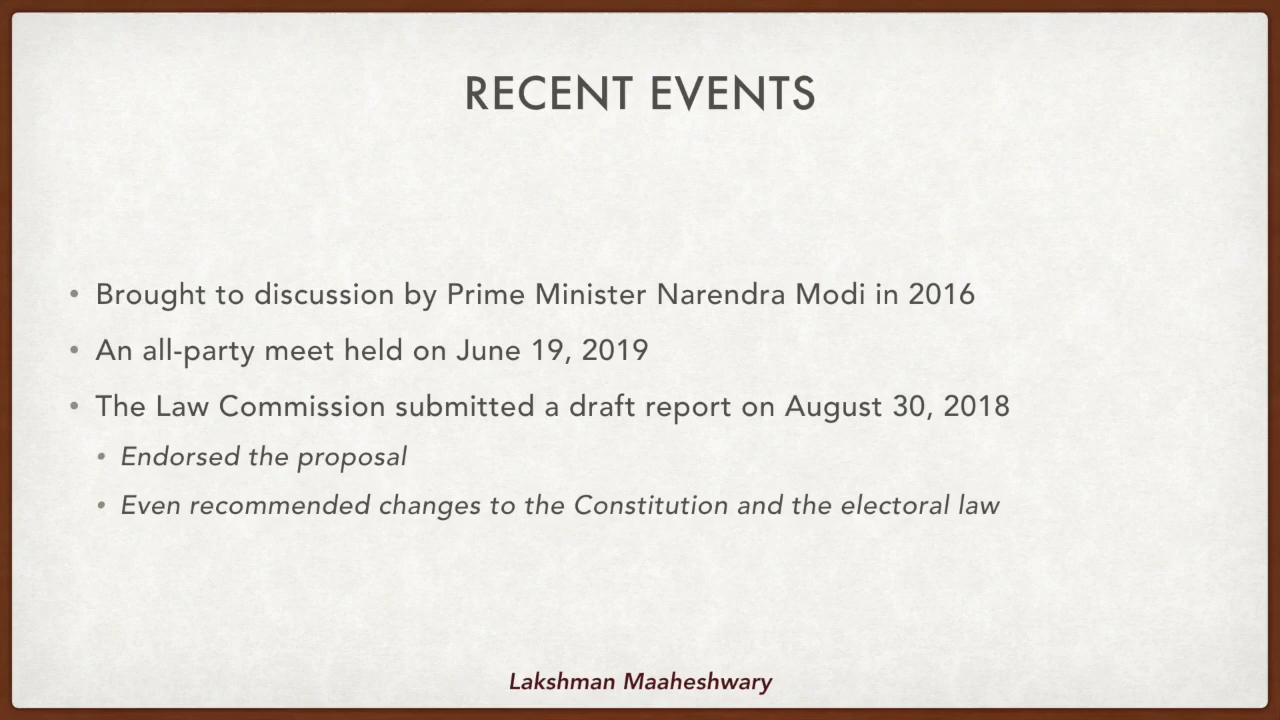 RECENT EVENTS
• Brought to discussion by Prime Minister Narendra Modi in 2016
• An all-party meet held on June 19, 2019
• The Law Commission submitted a draft report on August 30, 2018
• Endorsed the proposal
• Even recommended changes to the Constitution and the electoral law
Lakshman Maaheshwary